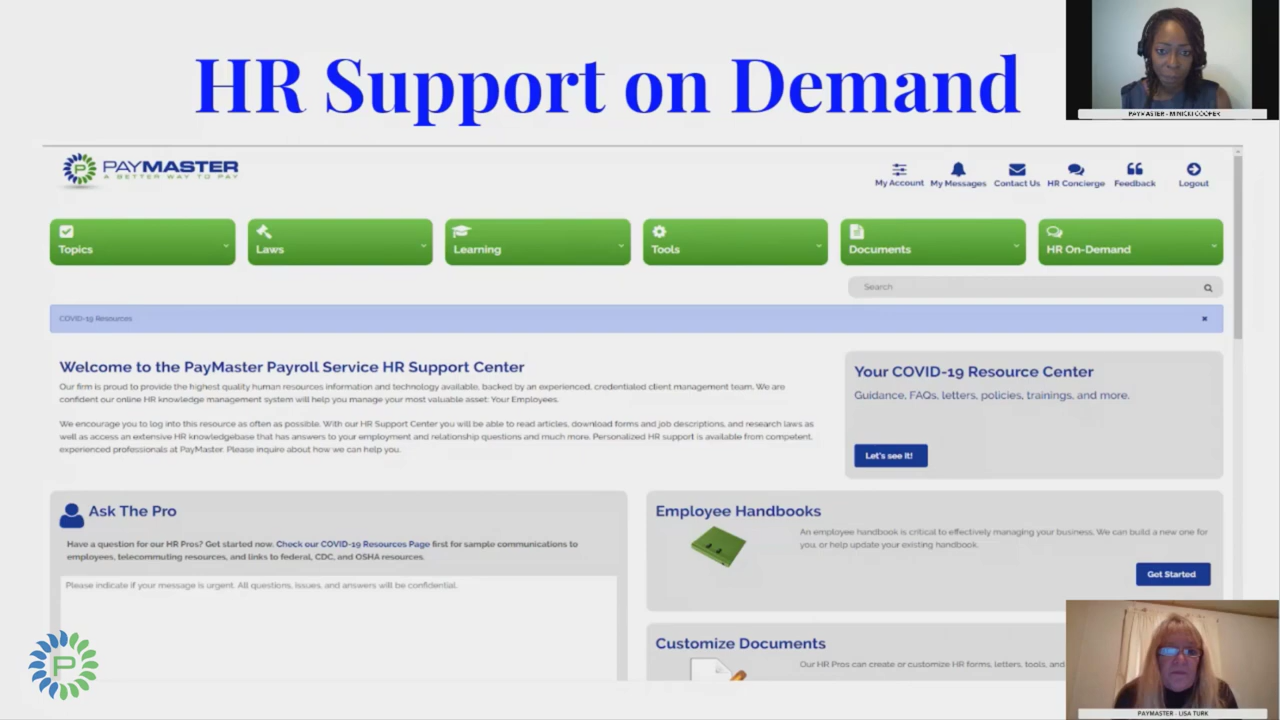 HR Support on Demand
PAYMASTER - MINICKI COOPER
PAYMASTER
A BETTER WAY TO PAY
My Account
My Messages
Contact Us
HR Concierge
Feedback
Logout
Topics
Laws
Learning
Tools
Documents
HR On-Demand
Search
COVID-19 Resources
Welcome to the PayMaster Payroll Service HR Support Center
Our firm is proud to provide the highest quality human resources information and technology available, backed by an experienced, credentialed client management team. We are
confident our online HR knowledge management system will help you manage your most valuable asset: Your Employees.
We encourage you to log into this resource as often as possible. With our HR Support Center you will be able to read articles, download forms and job descriptions, and research laws as
well as access an extensive HR knowledgebase that has answers to your employment and relationship questions and much more. Personalized HR support is available from competent,
experienced professionals at PayMaster. Please inquire about how we can help you.
Your COVID-19 Resource Center
Guidance, FAQs, letters, policies, trainings, and more.
Let's see it!
Ask The Pro
Have a question for our HR Pros? Get started now. Check our COVID-19 Resources Page first for sample communications to
employees, telecommuting resources, and links to federal, CDC, and OSHA resources.
Please indicate if your message is urgent. All questions, issues, and answers will be confidential.
Employee Handbooks
An employee handbook is critical to effectively managing your business. We can build a new one for
you, or help update your existing handbook.
Get Started
Customize Documents
Our HR Pros can create or customize HR forms, letters, tools, and
P
PAYMASTER - LISA TURK